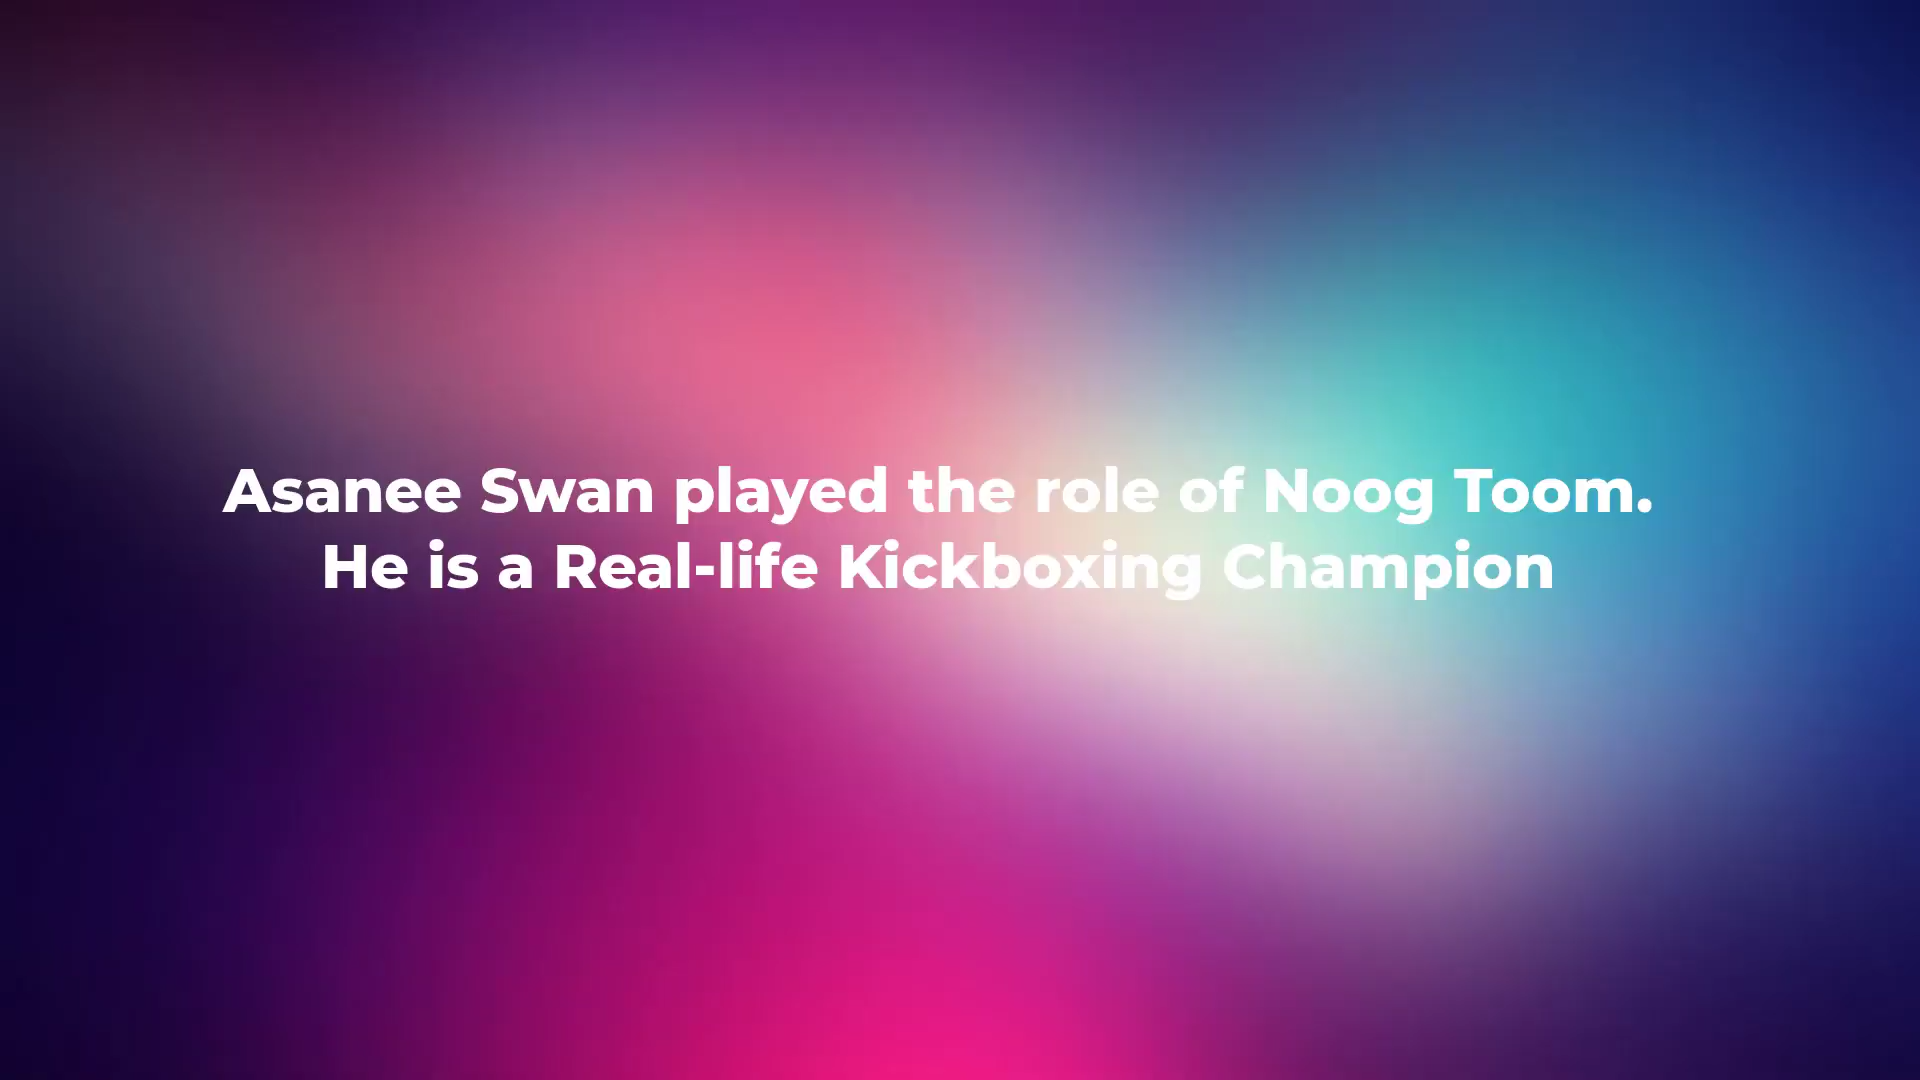 Asanee Swan played the role of Noog Toom.
He is a Real-life Kickboxing Champion